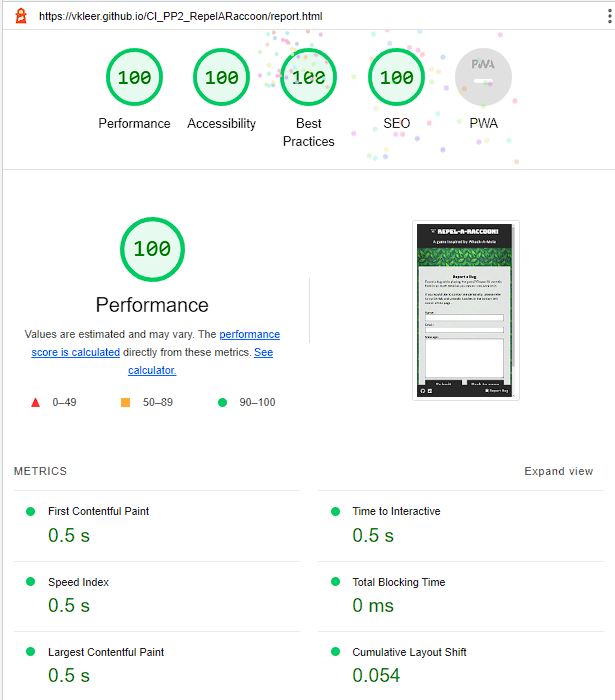 https://vkleer.github.io/CI_PP2_RepelARaccoon/report.html
100
100
100
100
PWA
Performance
Accessibility
Best
Practices
SEO
PWA
100
Performance
Values are estimated and may vary. The performance
score is calculated directly from these metrics. See
calculator.
0–49
50–89
90–100
REPEL-A-RACCOON!
A game inspired by Whack-A-Mole
Report a Bug
Name
Email
Message
Report Bug
METRICS
Expand view
First Contentful Paint
0.5 s
Time to Interactive
0.5 s
Speed Index
0.5 s
Total Blocking Time
0 ms
Largest Contentful Paint
0.5 s
Cumulative Layout Shift
0.054